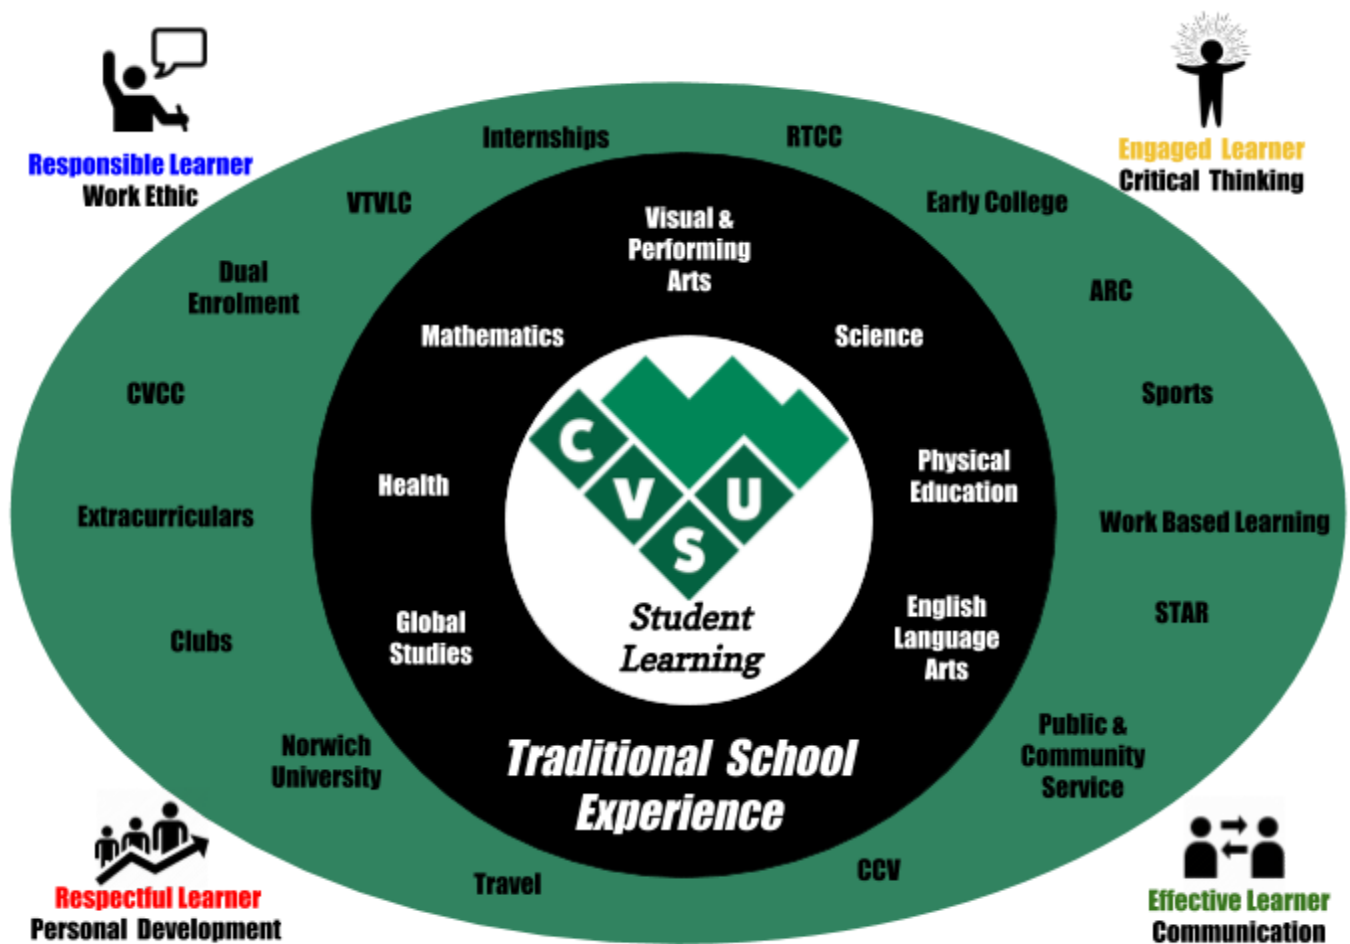 Responsible Learner
Work Ethic
Engaged Learner
Critical Thinking
Internships
RTCC
VTVLC
Early College
Dual
Enrolment
ARC
CVCC
Sports
Extracurriculars
Work Based Learning
Clubs
STAR
Norwich
University
Public &
Community
Service
Travel
CCV
Visual &
Performing
Arts
Mathematics
Science
Health
Physical
Education
Global
Studies
English
Language
Arts
C
V
S
U
Student
Learning
Traditional School
Experience
Respectful Learner
Personal Development
Effective Learner
Communication